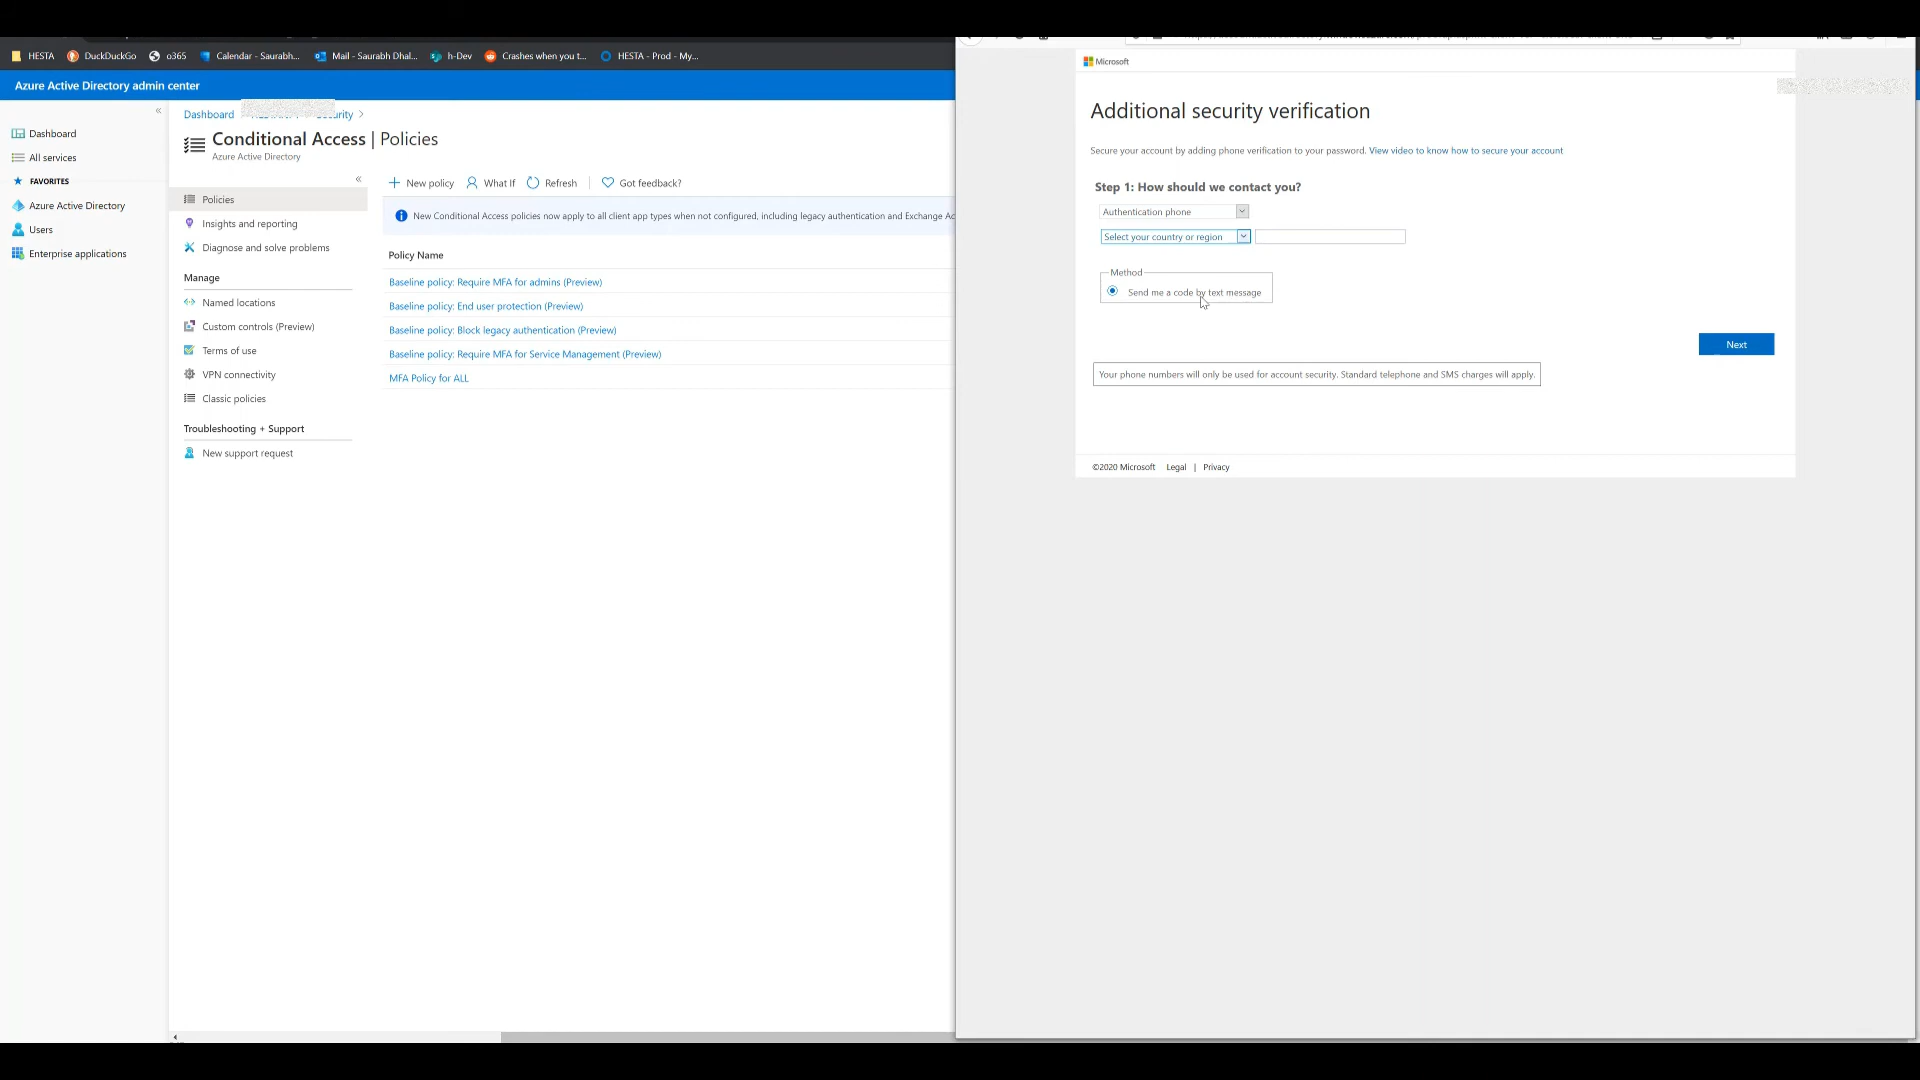 HESTA DuckDuckGo o365 Calendar - Saurabh... Mail - Saurabh Dhal... h-Dev Crashes when you t... HESTA - Prod - My...
Azure Active Directory admin center
Dashboard
All services
FAVORITES
Azure Active Directory
Users
Enterprise applications
Dashboard
Conditional Access | Policies
Azure Active Directory
Policies
Insights and reporting
Diagnose and solve problems
Manage
Named locations
Custom controls (Preview)
Terms of use
VPN connectivity
Classic policies
Troubleshooting + Support
New support request
New policy What If Refresh Got feedback?
New Conditional Access policies now apply to all client app types when not configured, including legacy authentication and Exchange Ac
Policy Name
Baseline policy: Require MFA for admins (Preview)
Baseline policy: End user protection (Preview)
Baseline policy: Block legacy authentication (Preview)
Baseline policy: Require MFA for Service Management (Preview)
MFA Policy for ALL
Microsoft
Additional security verification
Secure your account by adding phone verification to your password. View video to know how to secure your account
Step 1: How should we contact you?
Authentication phone
Select your country or region
Method
Send me a code by text message
Next
Your phone numbers will only be used for account security. Standard telephone and SMS charges will apply.
©2020 Microsoft Legal | Privacy